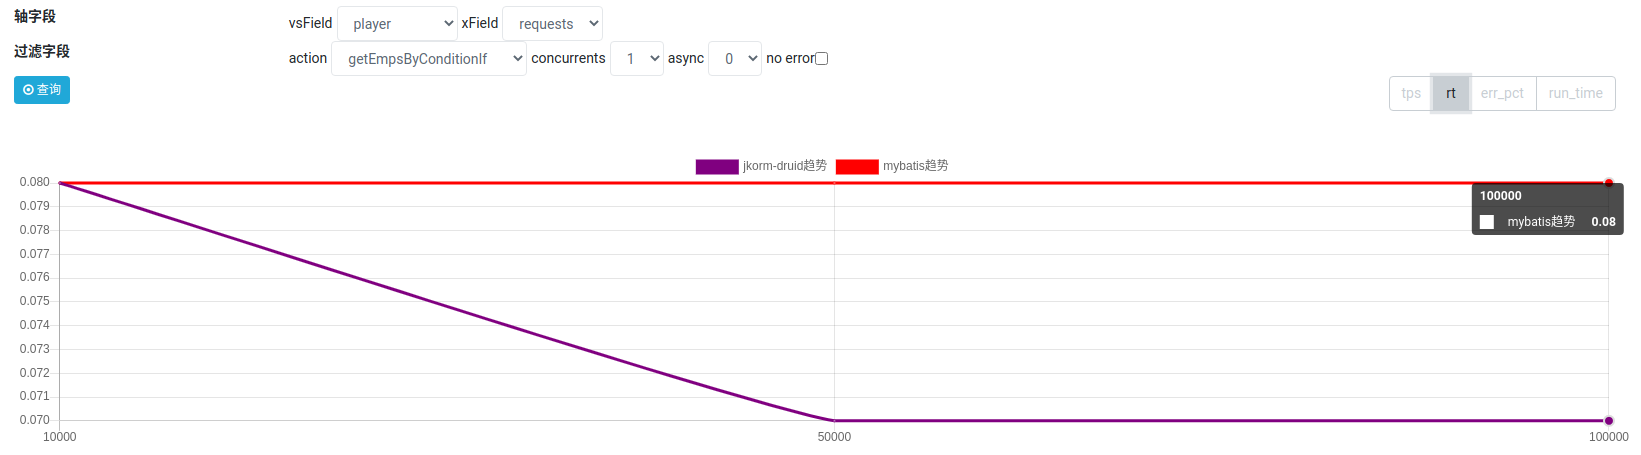 轴字段
vsField player xField requests
过滤字段
action getEmpsByConditionIf concurrents 1 async 0 no error
查询
tps rt err_pct run_time
jkorm-druid趋势 mybatis趋势
0.080
0.079
0.078
0.077
0.076
0.075
0.074
0.073
0.072
0.071
0.070
100000
mybatis趋势 0.08
10000 50000 100000